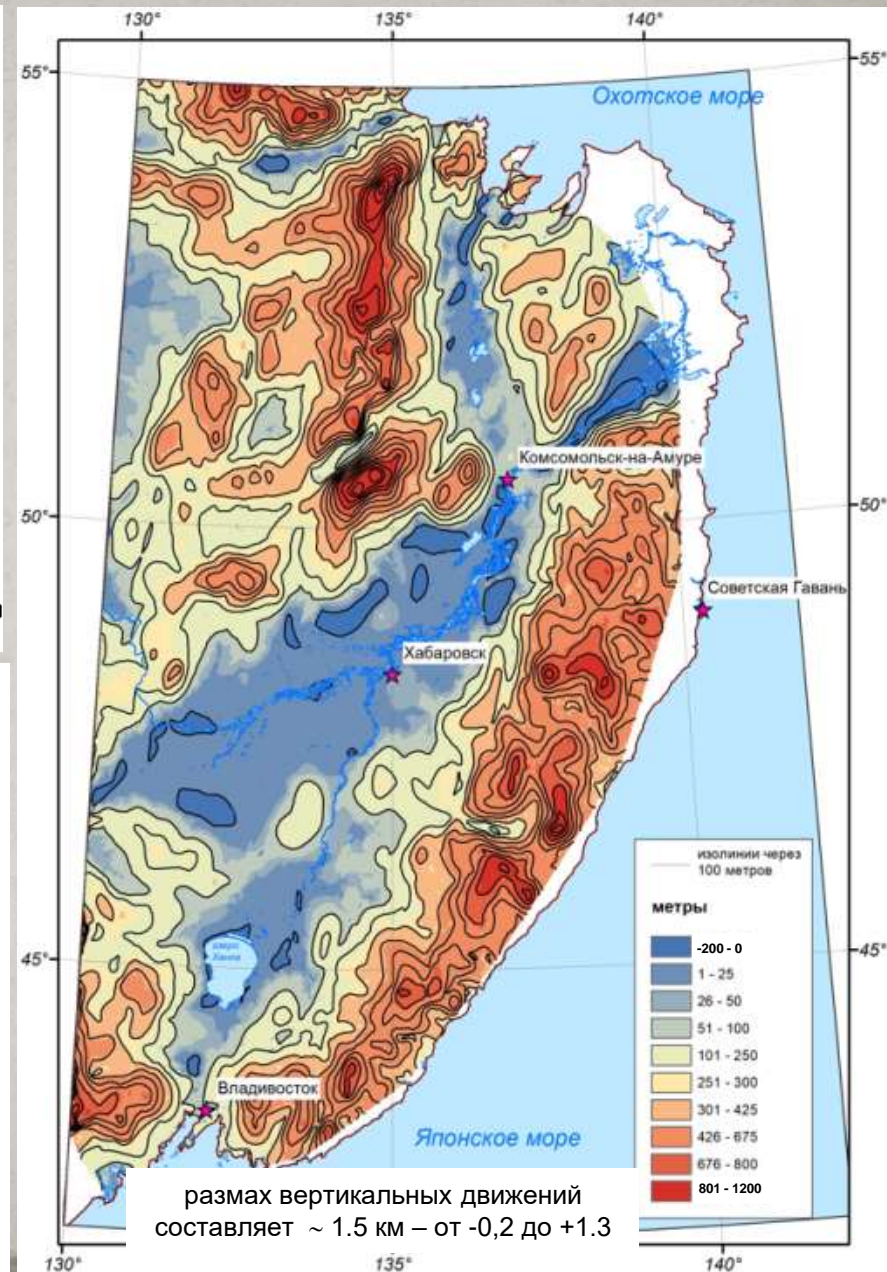 130°
135°
140°
55°
55°
Охотское море
Комсомольск-на-Амуре
50°
50°
Советская Гавань
Хабаровск
изолинии через
100 метров
метры
-200 - 0
1 - 25
26 - 50
51 - 100
101 - 250
251 - 300
301 - 425
426 - 675
676 - 800
801 - 1200
45°
45°
озеро
Ханка
Владивосток
Японское море
размах вертикальных движений
составляет ~ 1.5 км – от -0,2 до +1.3
130°
135°
140°